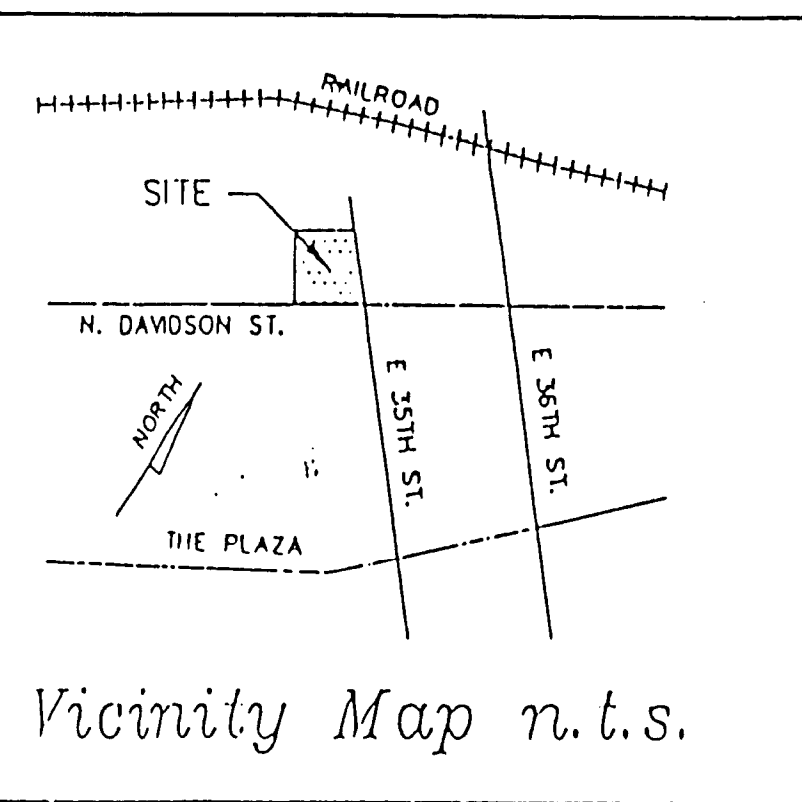 RAILROAD
SITE
N. DAVIDSON ST.
E 35TH ST.
E 36TH ST.
NORTH
THE PLAZA
Vicinity Map n.t.s.